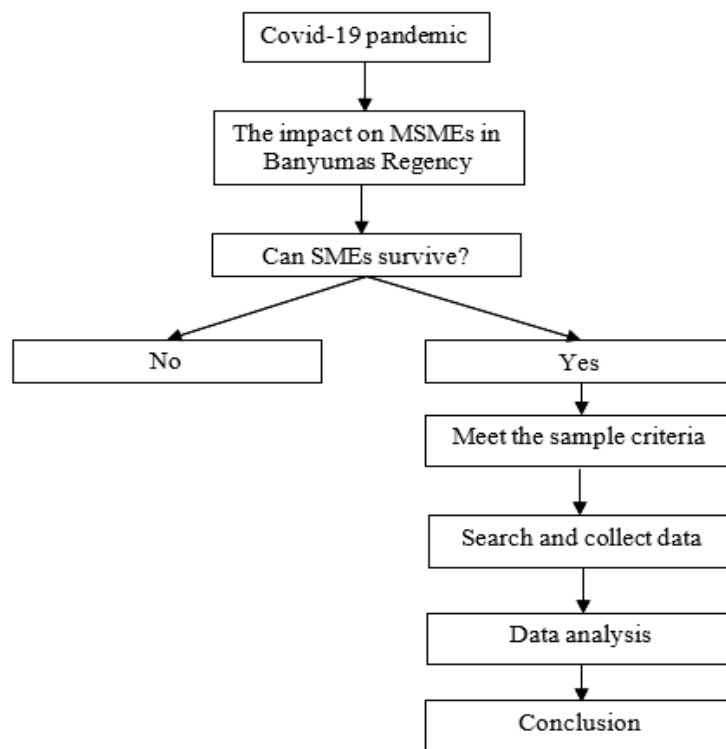 Covid-19 pandemic
The impact on MSMEs in
Banyumas Regency
Can SMEs survive?
No
Yes
Meet the sample criteria
Search and collect data
Data analysis
Conclusion